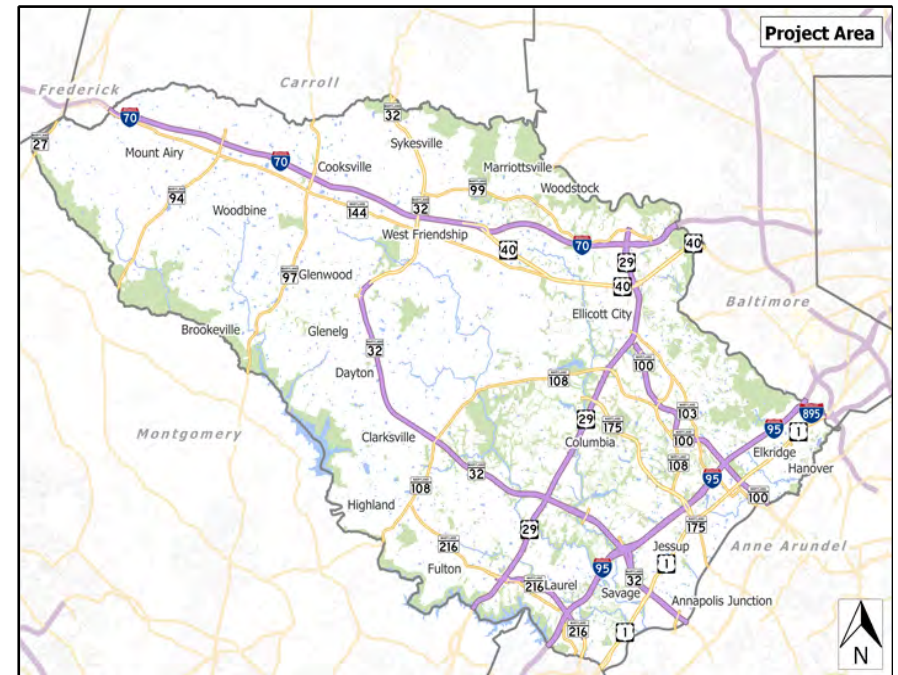 Project Area
Frederick
Carroll
70
MARYLAND
32
27
Mount Airy
Sykesville
70
Cooksville
Marriottsville
99
Woodstock
94
Woodbine
144
32
West Friendship
40
70
40
29
97
Glenwood
40
Baltimore
Ellicott City
Brookeville
Glenelg
32
100
Dayton
108
895
Montgomery
29
175
103
95
1
Columbia
Clarksville
100
Elkridge
108
Hanover
32
95
108
100
Highland
29
175
216
Jessup
Anne Arundel
Fulton
95
1
216
Laurel
32
Savage
Annapolis Junction
216
1
N